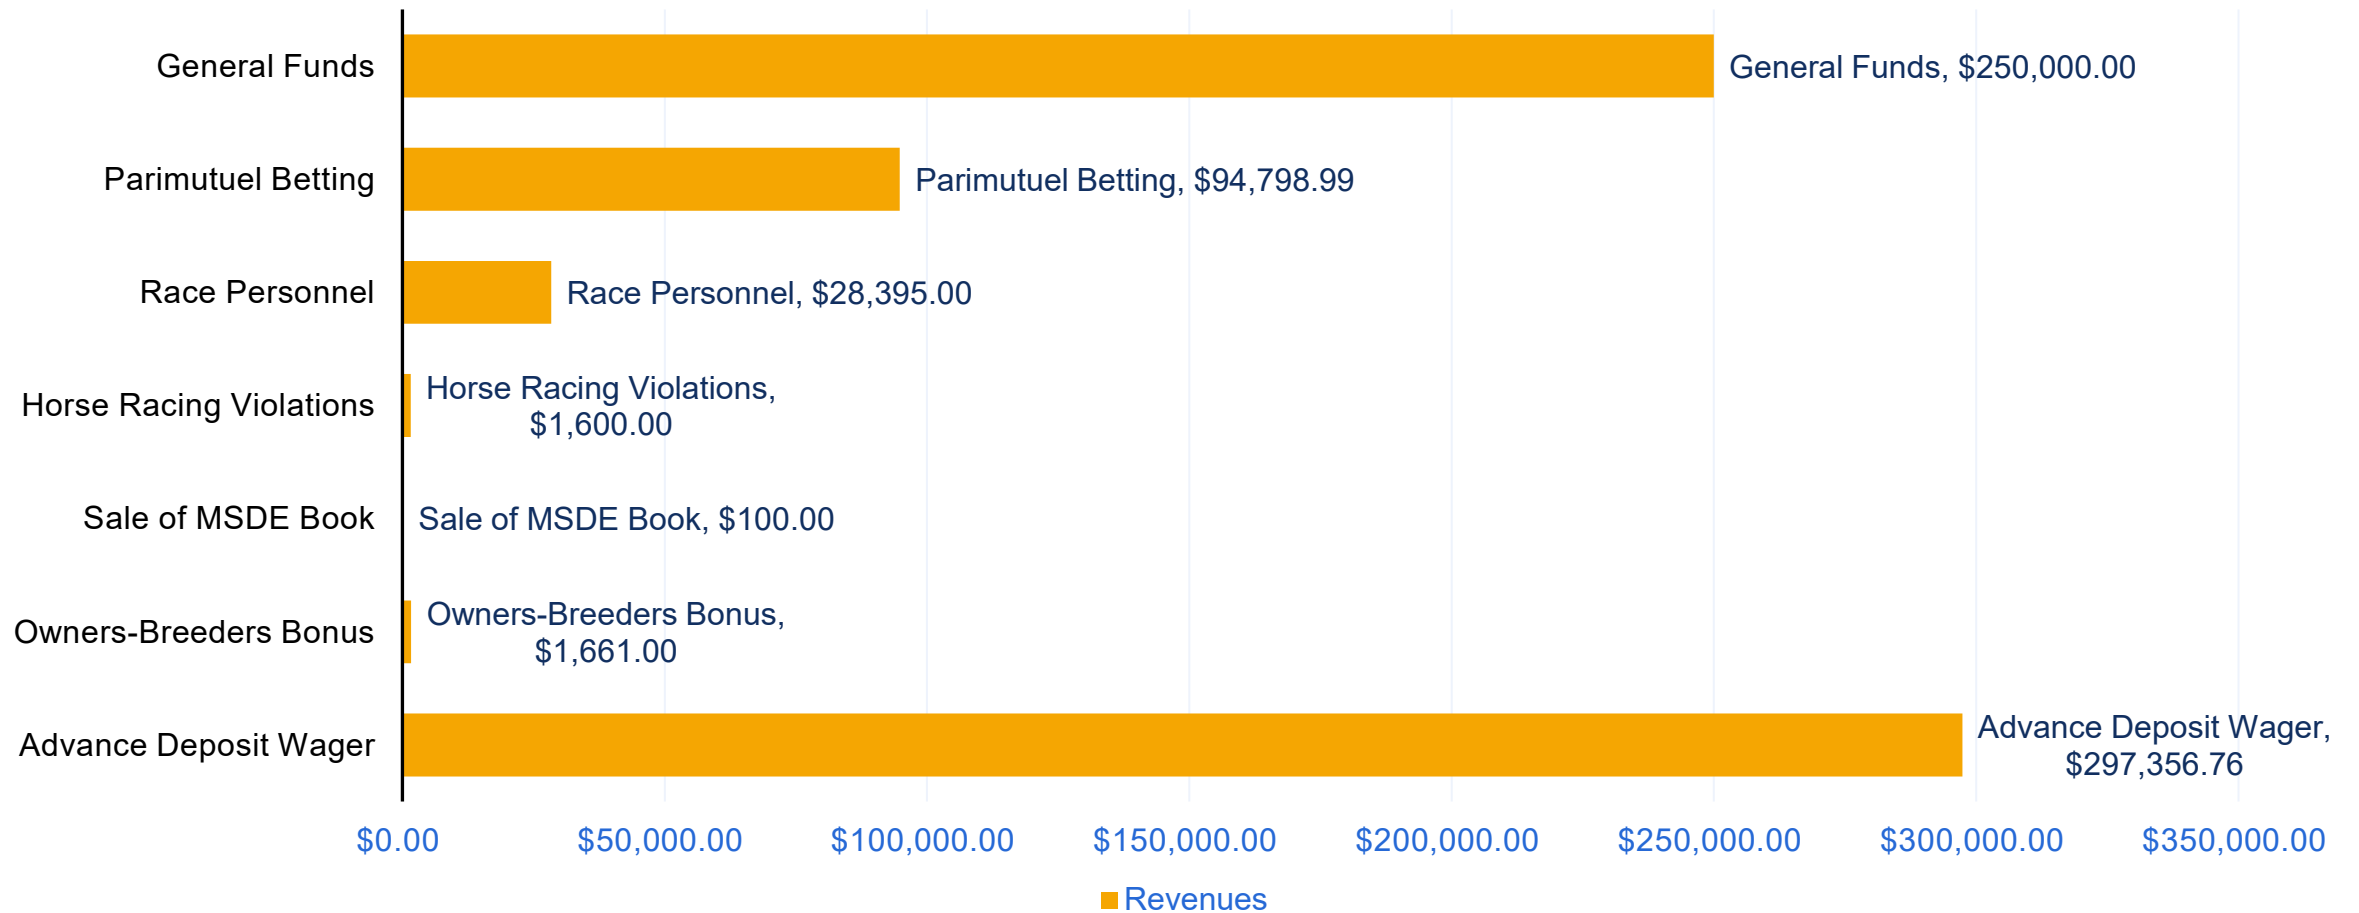 General Funds
General Funds, $250,000.00
Parimutuel Betting
Parimutuel Betting, $94,798.99
Race Personnel
Race Personnel, $28,395.00
Horse Racing Violations
Horse Racing Violations,
$1,600.00
Sale of MSDE Book
Sale of MSDE Book, $100.00
Owners-Breeders Bonus
Owners-Breeders Bonus,
$1,661.00
Advance Deposit Wager
Advance Deposit Wager,
$297,356.76
$0.00 $50,000.00 $100,000.00 $150,000.00 $200,000.00 $250,000.00 $300,000.00 $350,000.00
Revenues